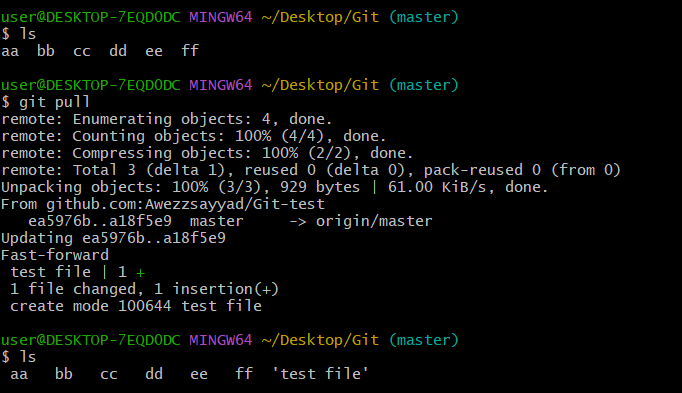 user@DESKTOP-7EQD0DC MINGW64 ~/Desktop/Git (master)
$ ls
aa  bb  cc  dd  ee  ff
user@DESKTOP-7EQD0DC MINGW64 ~/Desktop/Git (master)
$ git pull
remote: Enumerating objects: 4, done.
remote: Counting objects: 100% (4/4), done.
remote: Compressing objects: 100% (2/2), done.
remote: Total 3 (delta 1), reused 0 (delta 0), pack-reused 0 (from 0)
Unpacking objects: 100% (3/3), 929 bytes | 61.00 KiB/s, done.
From github.com:Awezzsayyad/Git-test
   ea5976b..a18f5e9  master     -> origin/master
Updating ea5976b..a18f5e9
Fast-forward
 test file | 1 +
 1 file changed, 1 insertion(+)
 create mode 100644 test file
user@DESKTOP-7EQD0DC MINGW64 ~/Desktop/Git (master)
$ ls
 aa   bb   cc   dd   ee   ff  'test file'